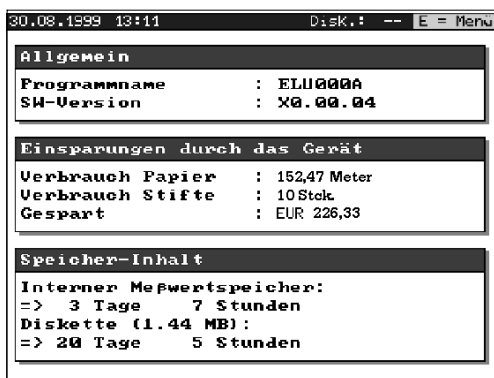 30.08.1999 13:11 Disk.: -- E = Menü
Allgemein
Programmname : ELU000A
SW-Version : X0.00.04
Einsparungen durch das Gerät
Verbrauch Papier : 152,47 Meter
Verbrauch Stifte : 10 Stck.
Gespart : EUR 226,33
Speicher-Inhalt
Interner Meßwertspeicher:
=> 3 Tage 7 Stunden
Diskette (1.44 MB):
=> 20 Tage 5 Stunden